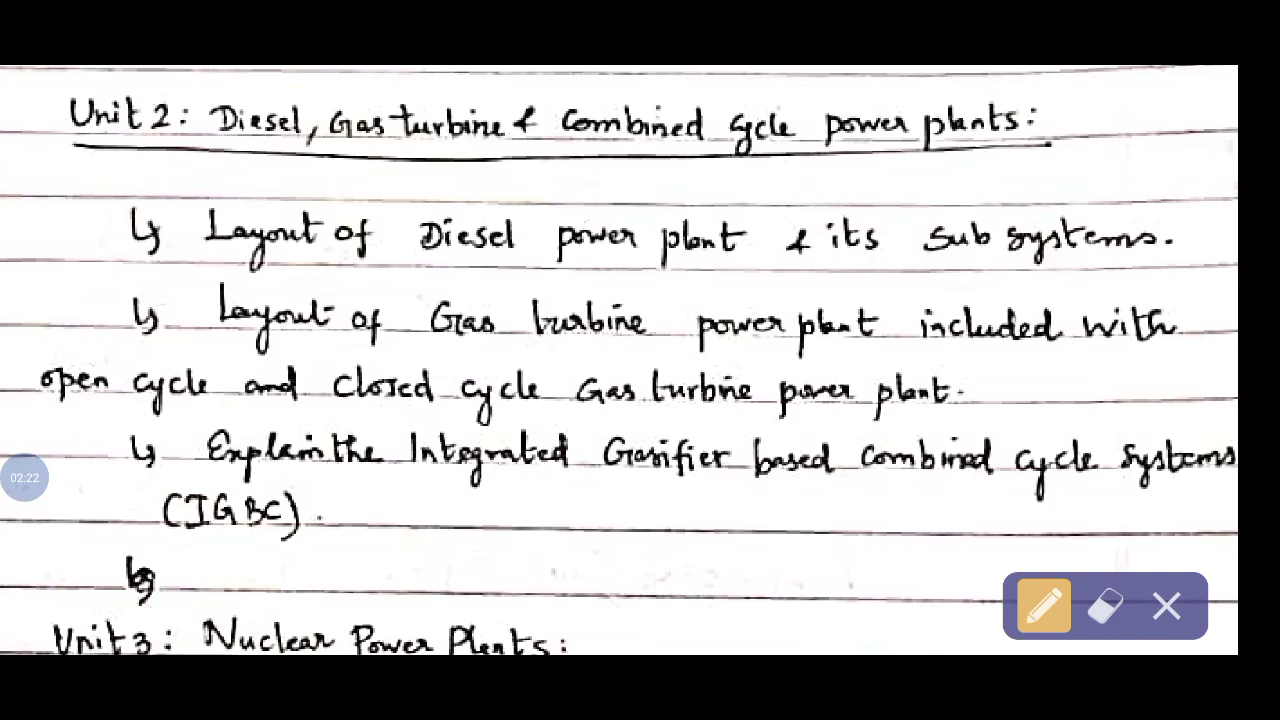 Unit 2: Diesel, Gas turbine & Combined cycle power plants:
↳ Layout of Diesel power plant & its Sub systems.
↳ Layout of Gas turbine power plant included with
open cycle and closed cycle Gas turbine power plant.
↳ Explain the Integrated Gasifier based Combined cycle Systems
(IGBC).
02:22
Unit 3: Nuclear Power Plants: